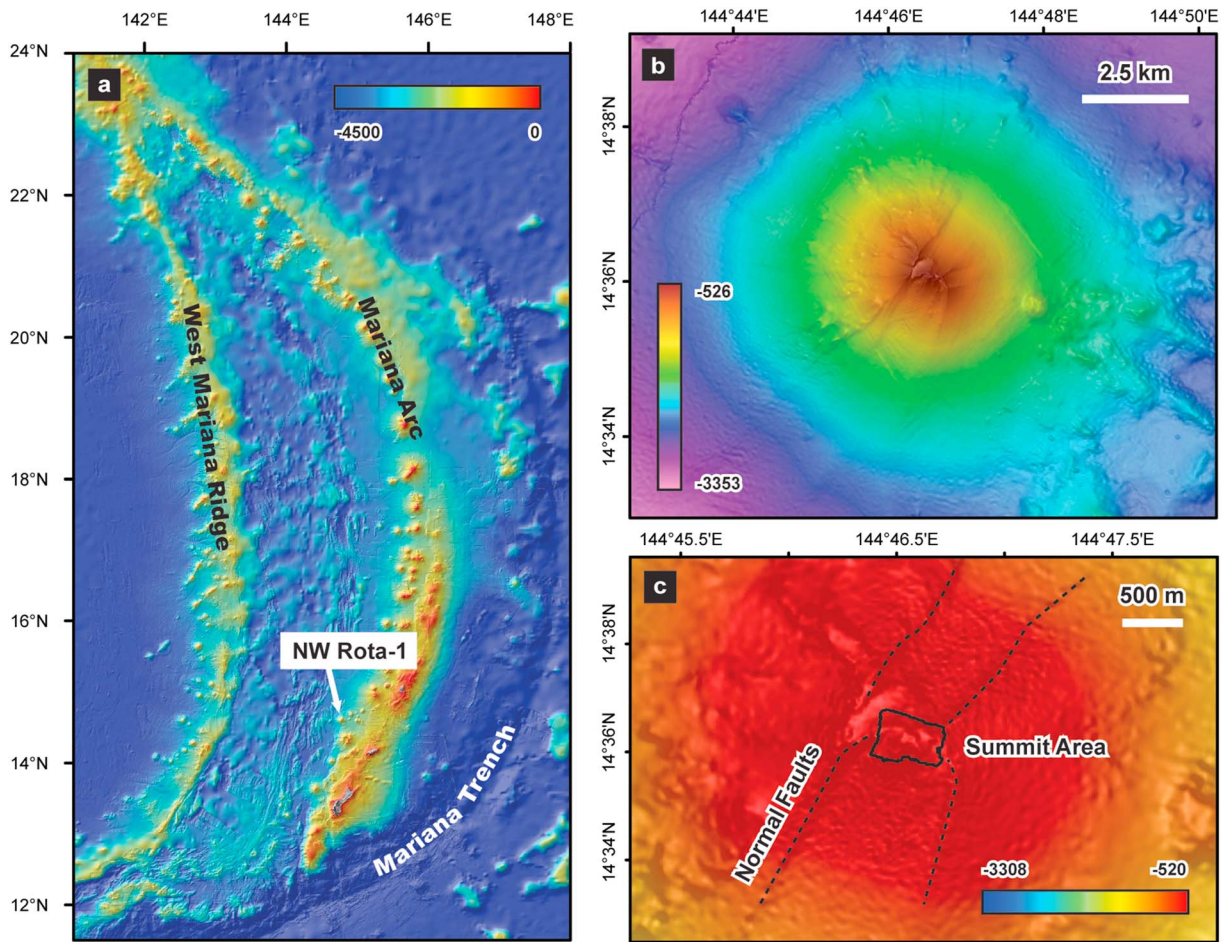 142°E 144°E 146°E 148°E
24°N
22°N
20°N
18°N
16°N
14°N
12°N
a
-4500 0
West Mariana Ridge
Mariana Arc
NW Rota-1
Mariana Trench
144°44'E 144°46'E 144°48'E 144°50'E
b
2.5 km
14°38'N
14°36'N
14°34'N
-526
-3353
144°45.5'E 144°46.5'E 144°47.5'E
c
500 m
14°38'N
14°36'N
14°34'N
Summit Area
Normal Faults
-3308 -520